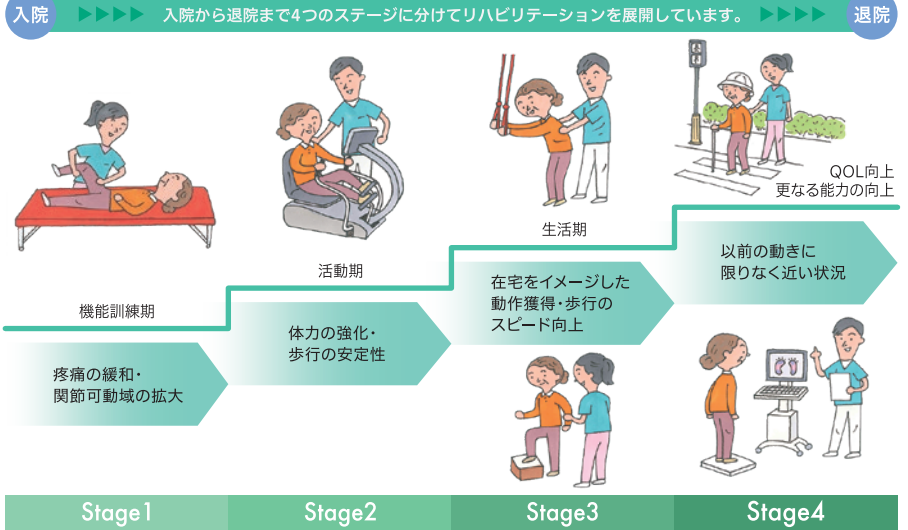 入院
▶▶▶▶ 入院から退院まで4つのステージに分けてリハビリテーションを展開しています。 ▶▶▶▶
退院
機能訓練期
疼痛の緩和・
関節可動域の拡大
活動期
体力の強化・
歩行の安定性
生活期
在宅をイメージした
動作獲得・歩行の
スピード向上
QOL向上
更なる能力の向上
以前の動きに
限りなく近い状況
Stage1
Stage2
Stage3
Stage4